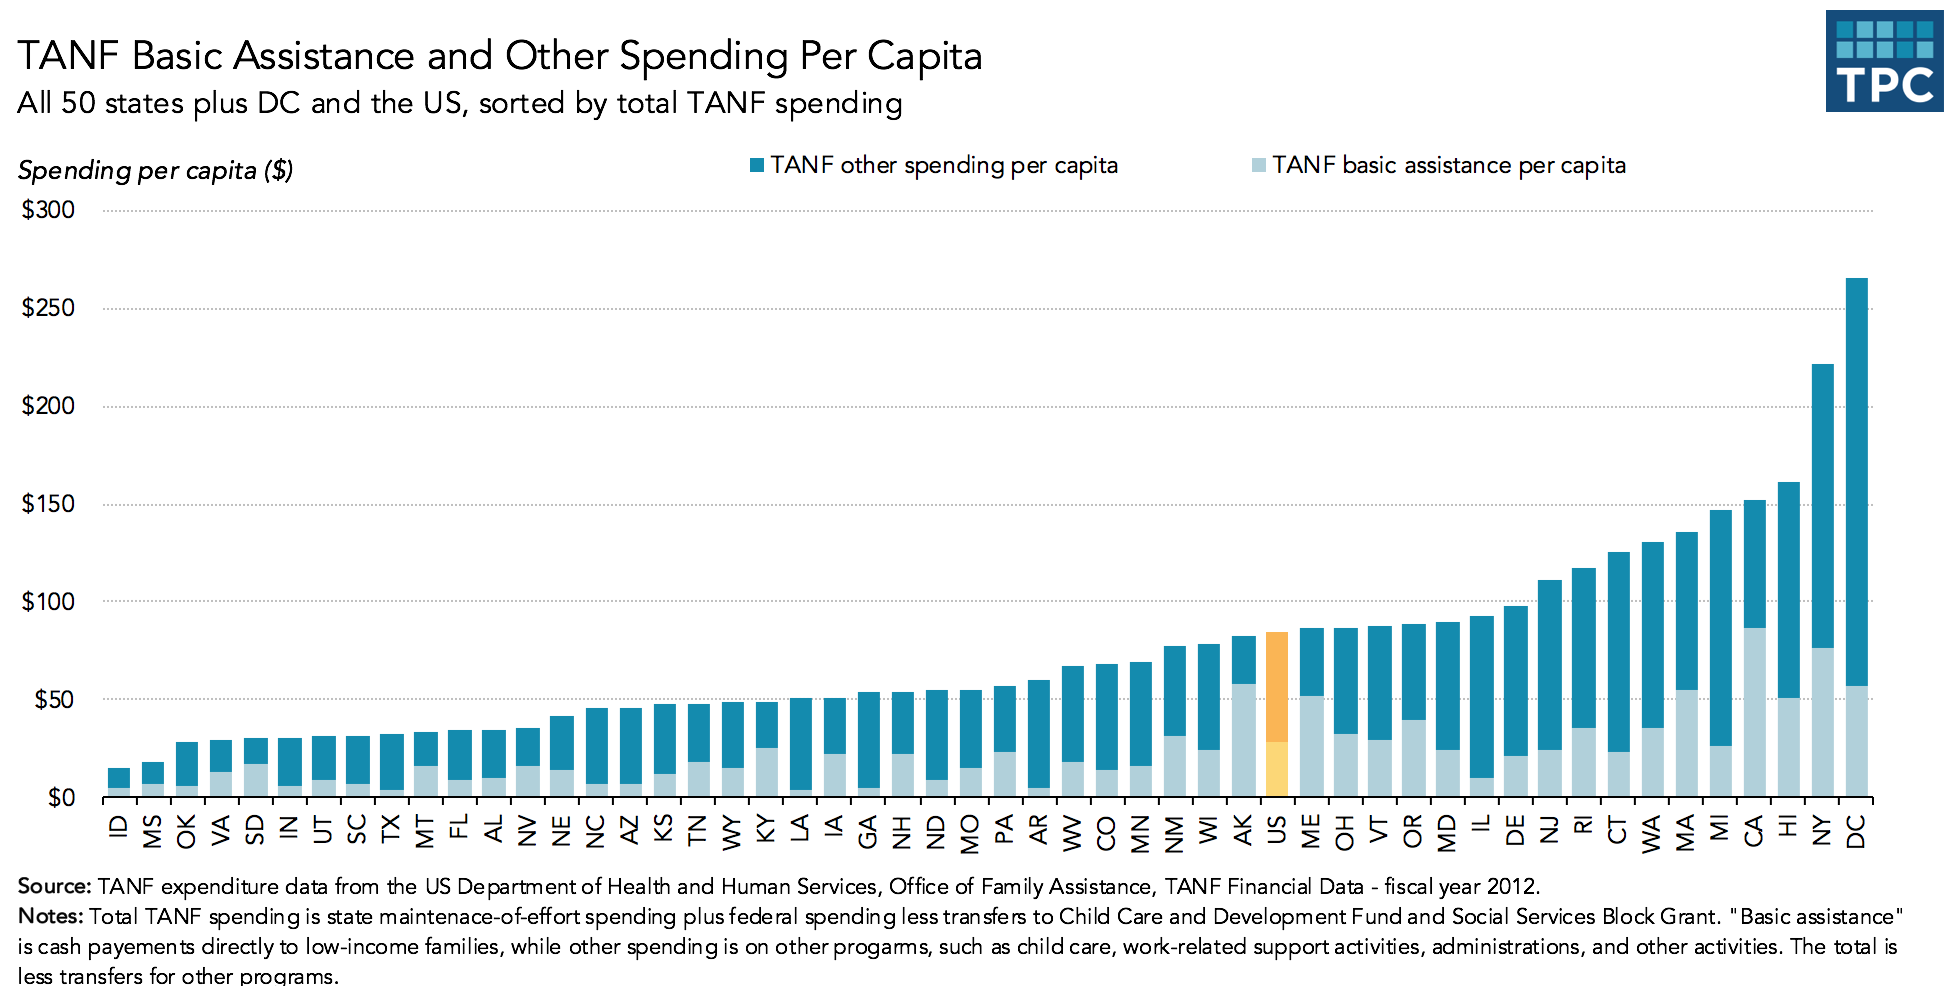 TPC
TANF Basic Assistance and Other Spending Per Capita
All 50 states plus DC and the US, sorted by total TANF spending
Spending per capita ($)
TANF other spending per capita
TANF basic assistance per capita
$300
$250
$200
$150
$100
$50
$0
ID MS OK VA SD IN UT SC TX MT FL AL NV NE NC AZ KS TN WY KY LA IA GA NH ND MO PA AR WV CO MN NM WI AK US ME OH VT OR MD IL DE NJ RI CT WA MA MI CA HI NY DC
Source: TANF expenditure data from the US Department of Health and Human Services, Office of Family Assistance, TANF Financial Data - fiscal year 2012.
Notes: Total TANF spending is state maintenace-of-effort spending plus federal spending less transfers to Child Care and Development Fund and Social Services Block Grant. "Basic assistance"
is cash payements directly to low-income families, while other spending is on other progarms, such as child care, work-related support activities, administrations, and other activities. The total is
less transfers for other programs.